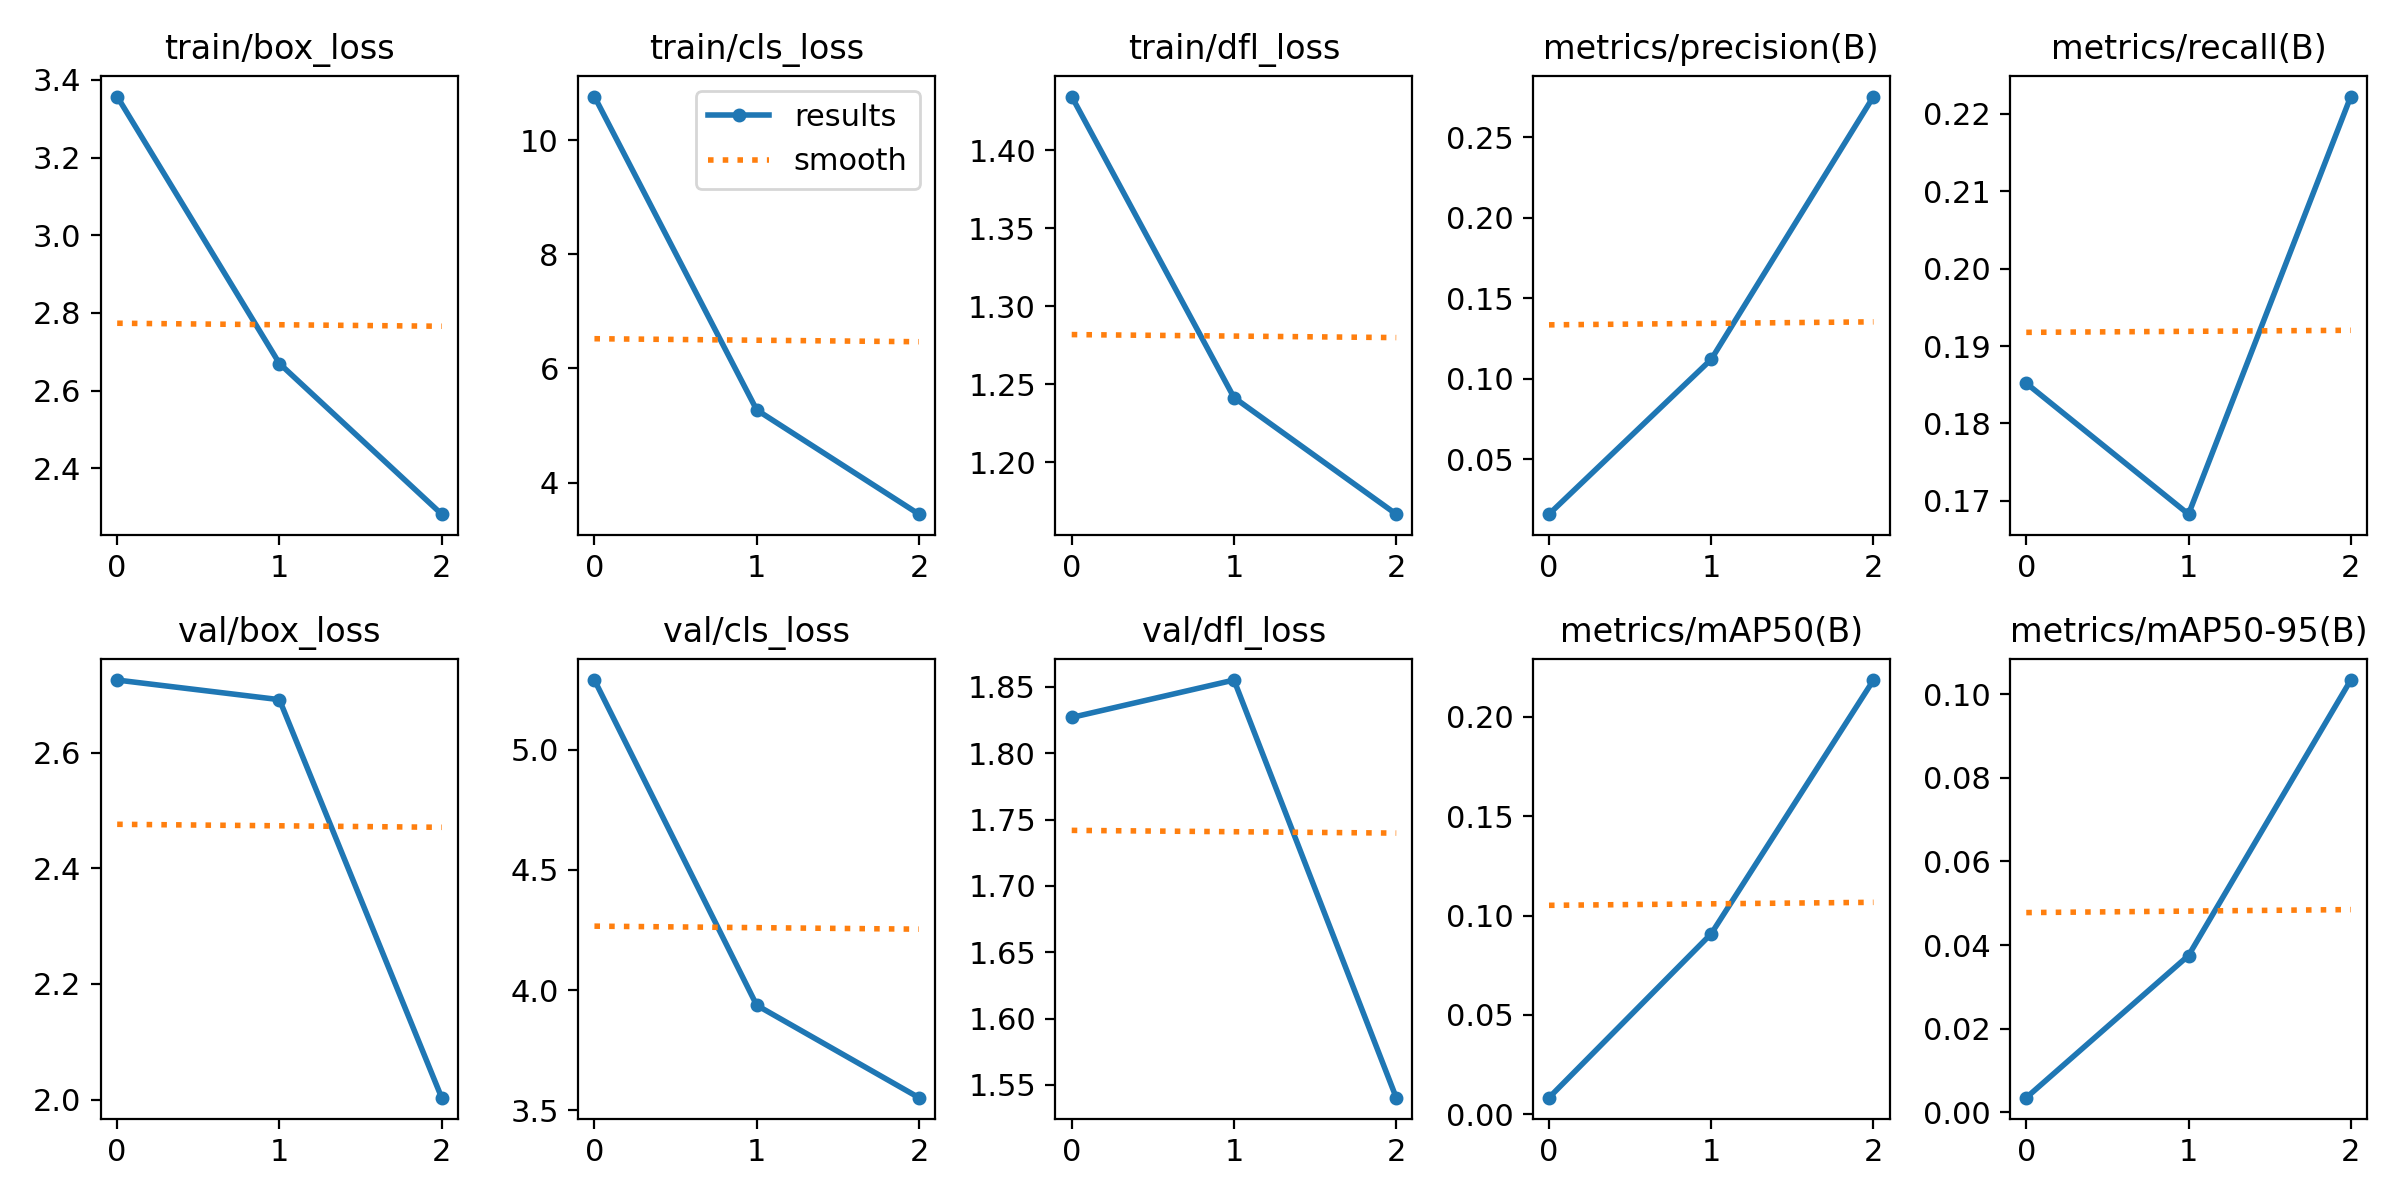 train/box_loss
3.4
3.2
3.0
2.8
2.6
2.4
0 1 2
train/cls_loss
results
smooth
10
8
6
4
0 1 2
train/dfl_loss
1.40
1.35
1.30
1.25
1.20
0 1 2
metrics/precision(B)
0.25
0.20
0.15
0.10
0.05
0 1 2
metrics/recall(B)
0.22
0.21
0.20
0.19
0.18
0.17
0 1 2
val/box_loss
2.6
2.4
2.2
2.0
0 1 2
val/cls_loss
5.0
4.5
4.0
3.5
0 1 2
val/dfl_loss
1.85
1.80
1.75
1.70
1.65
1.60
1.55
0 1 2
metrics/mAP50(B)
0.20
0.15
0.10
0.05
0.00
0 1 2
metrics/mAP50-95(B)
0.10
0.08
0.06
0.04
0.02
0.00
0 1 2